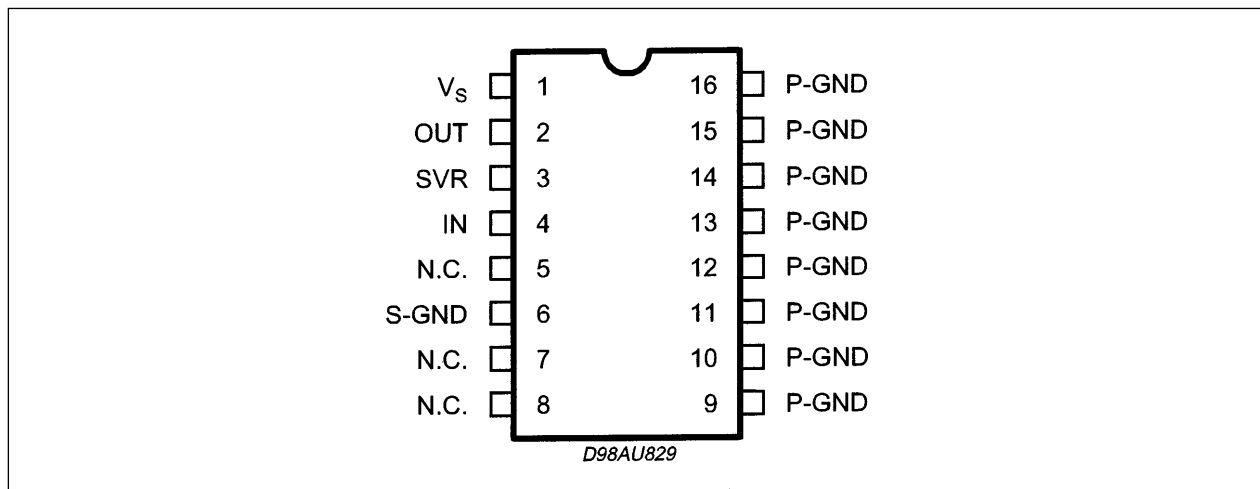 V_S 1 16 P-GND
OUT 2 15 P-GND
SVR 3 14 P-GND
IN 4 13 P-GND
N.C. 5 12 P-GND
S-GND 6 11 P-GND
N.C. 7 10 P-GND
N.C. 8 9 P-GND
D98AU829